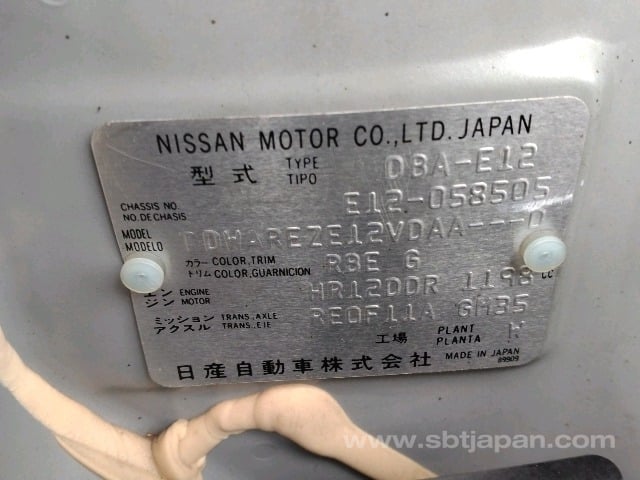 NISSAN MOTOR CO.,LTD. JAPAN
型式 TYPE TIPO DBA-E12
CHASSIS NO. NO.DE CHASIS E12-058505
MODEL MODELO DDHAREZE12VDAA----D
カラー トリム COLOR,TRIM COLOR,GUARNICION R8E G
エンジン ENGINE MOTOR HR12DDR 1198 CC
ミッション アクスル TRANS.,AXLE TRANS.,EJE RE0F11A GM35
工場 PLANT PLANTA K
日産自動車株式会社 MADE IN JAPAN
89909
www.sbtjapan.com